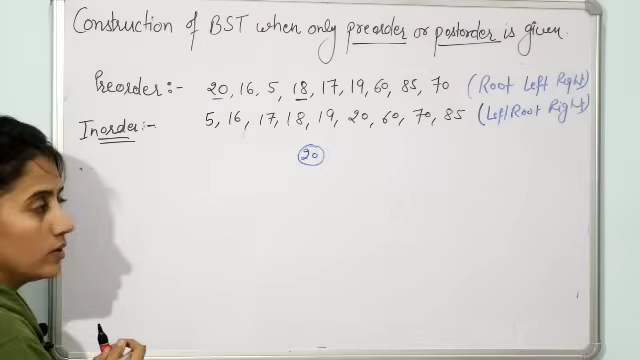 Construction of BST when only preorder or postorder is given.
Preorder:- 20, 16, 5, 18, 17, 19, 60, 85, 70 (Root Left Right)
Inorder:- 5, 16, 17, 18, 19, 20, 60, 70, 85 (Left Root Right)
20